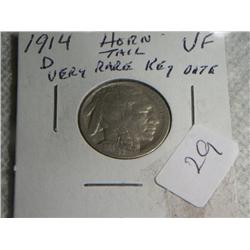 1914 HORN VF
D TAIL
VERY RARE KEY DATE
29